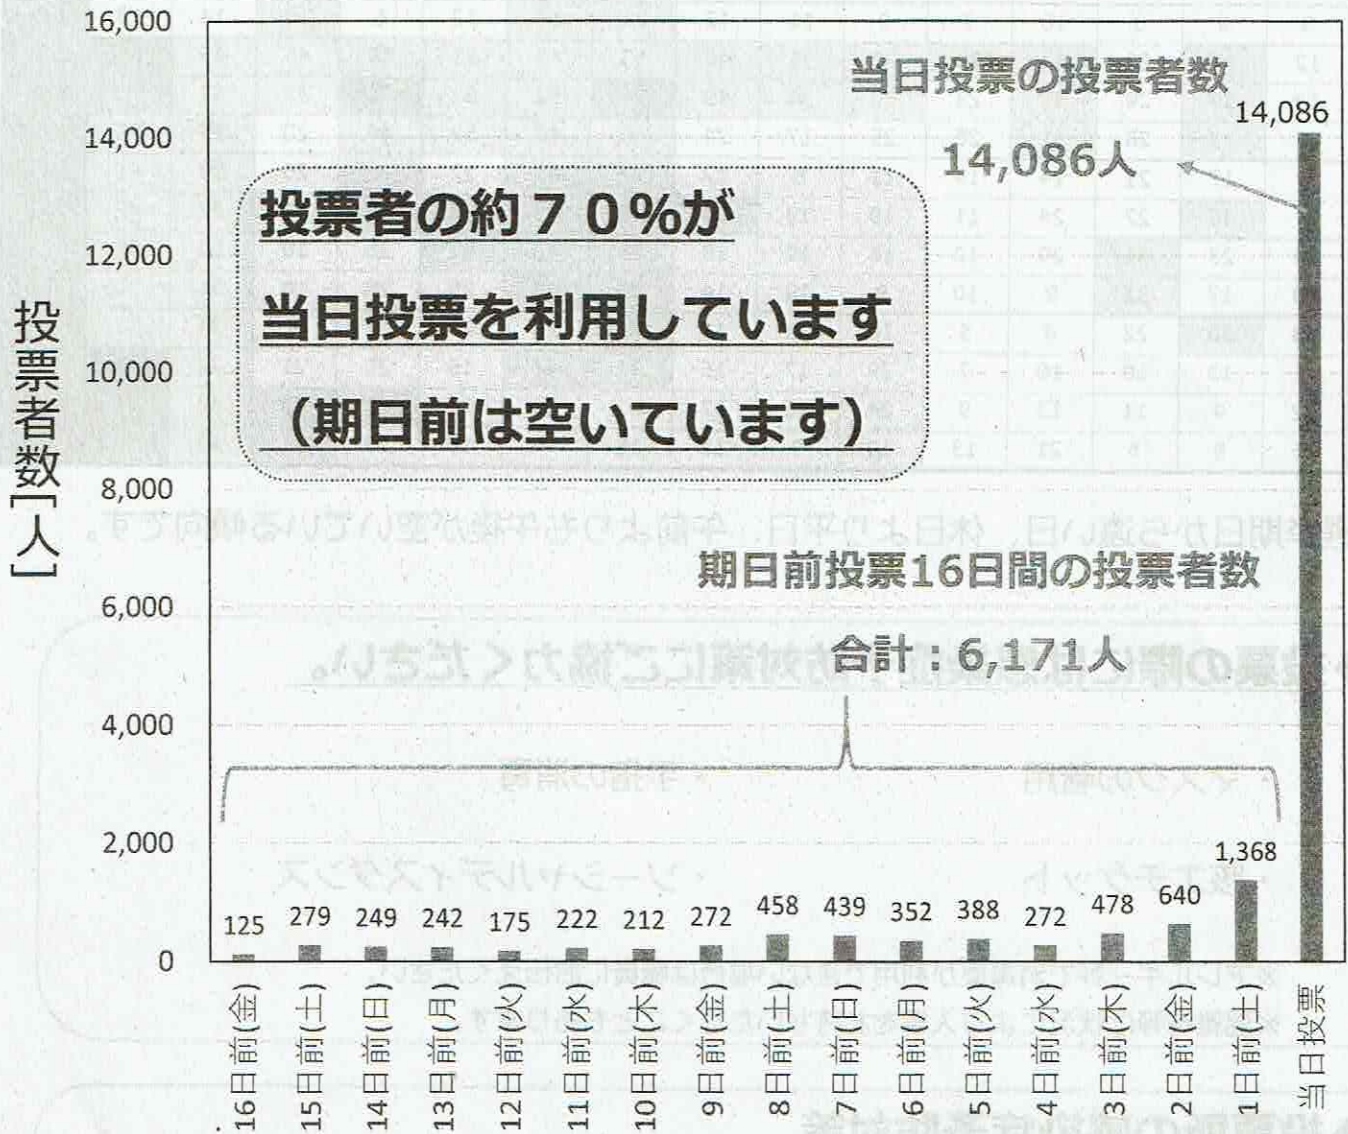 16,000
14,000
12,000
10,000
8,000
6,000
4,000
2,000
0
投票者数[人]
当日投票の投票者数
14,086人
14,086
投票者の約70%が
当日投票を利用しています
（期日前は空いています）
期日前投票16日間の投票者数
合計：6,171人
125
279
249
242
175
222
212
272
458
439
352
388
272
478
640
1,368
16日前(金)
15日前(土)
14日前(日)
13日前(月)
12日前(火)
11日前(水)
10日前(木)
9日前(金)
8日前(土)
7日前(日)
6日前(月)
5日前(火)
4日前(水)
3日前(木)
2日前(金)
1日前(土)
当日投票